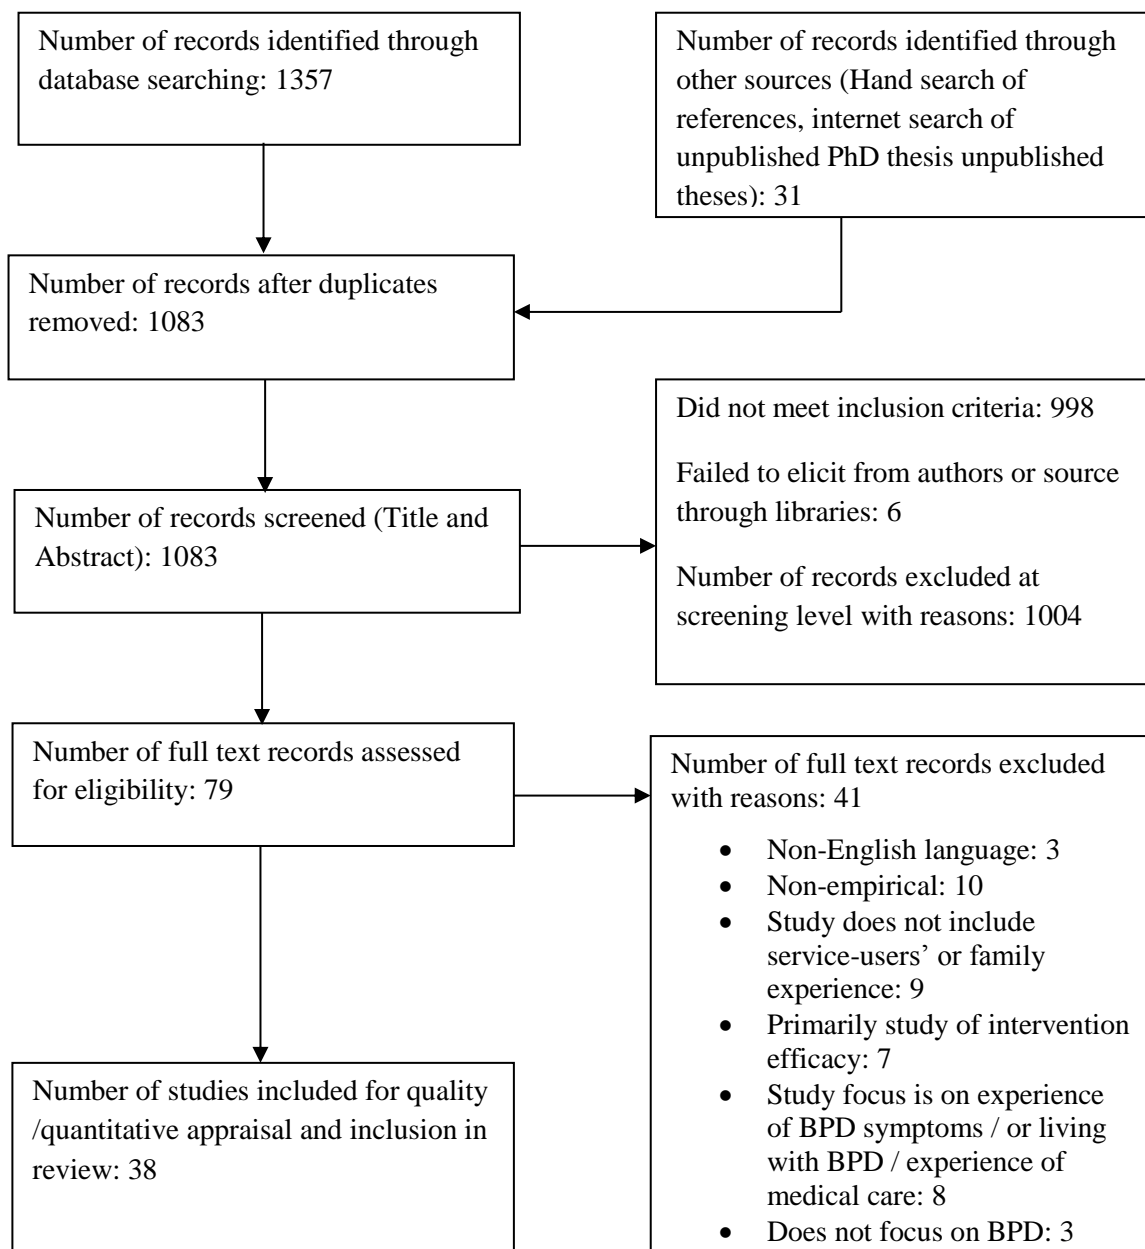 Number of records identified through
database searching: 1357
Number of records identified through
other sources (Hand search of
references, internet search of
unpublished PhD thesis unpublished
theses): 31
Number of records after duplicates
removed: 1083
Number of records screened (Title and
Abstract): 1083
Did not meet inclusion criteria: 998
Failed to elicit from authors or source
through libraries: 6
Number of records excluded at
screening level with reasons: 1004
Number of full text records assessed
for eligibility: 79
Number of full text records excluded
with reasons: 41
• Non-English language: 3
• Non-empirical: 10
• Study does not include
service-users’ or family
experience: 9
• Primarily study of intervention
efficacy: 7
• Study focus is on experience
of BPD symptoms / or living
with BPD / experience of
medical care: 8
• Does not focus on BPD: 3
Number of studies included for quality
/quantitative appraisal and inclusion in
review: 38